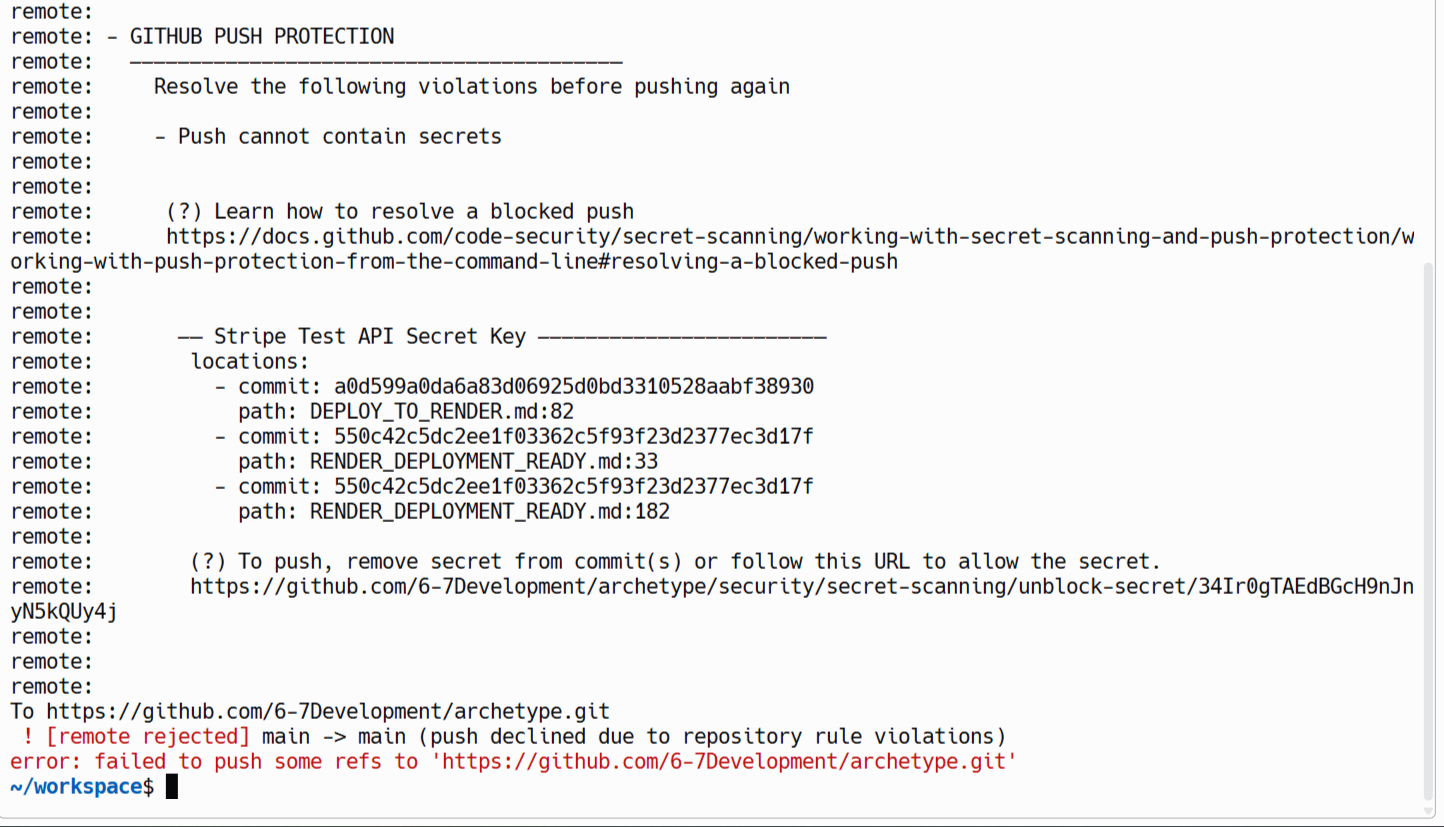 remote:
remote: - GITHUB PUSH PROTECTION
remote:   —————————————————————————————————————————
remote:     Resolve the following violations before pushing again
remote:
remote:     - Push cannot contain secrets
remote:
remote:
remote:      (?) Learn how to resolve a blocked push
remote:      https://docs.github.com/code-security/secret-scanning/working-with-secret-scanning-and-push-protection/w
orking-with-push-protection-from-the-command-line#resolving-a-blocked-push
remote:
remote:
remote:       —— Stripe Test API Secret Key ————————————————————————
remote:        locations:
remote:          - commit: a0d599a0da6a83d06925d0bd3310528aabf38930
remote:            path: DEPLOY_TO_RENDER.md:82
remote:          - commit: 550c42c5dc2ee1f03362c5f93f23d2377ec3d17f
remote:            path: RENDER_DEPLOYMENT_READY.md:33
remote:          - commit: 550c42c5dc2ee1f03362c5f93f23d2377ec3d17f
remote:            path: RENDER_DEPLOYMENT_READY.md:182
remote:
remote:        (?) To push, remove secret from commit(s) or follow this URL to allow the secret.
remote:        https://github.com/6-7Development/archetype/security/secret-scanning/unblock-secret/34Ir0gTAEdBGcH9nJn
yN5kQUy4j
remote:
remote:
remote:
To https://github.com/6-7Development/archetype.git
 ! [remote rejected] main -> main (push declined due to repository rule violations)
error: failed to push some refs to 'https://github.com/6-7Development/archetype.git'
~/workspace$